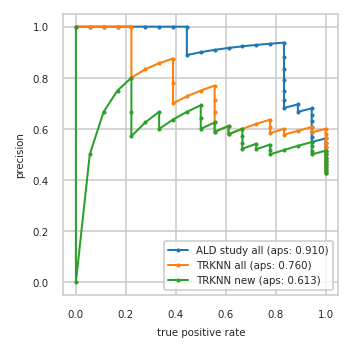 1.0
0.8
0.6
0.4
0.2
0.0
precision
0.0 0.2 0.4 0.6 0.8 1.0
true positive rate
ALD study all (aps: 0.910)
TRKNN all (aps: 0.760)
TRKNN new (aps: 0.613)